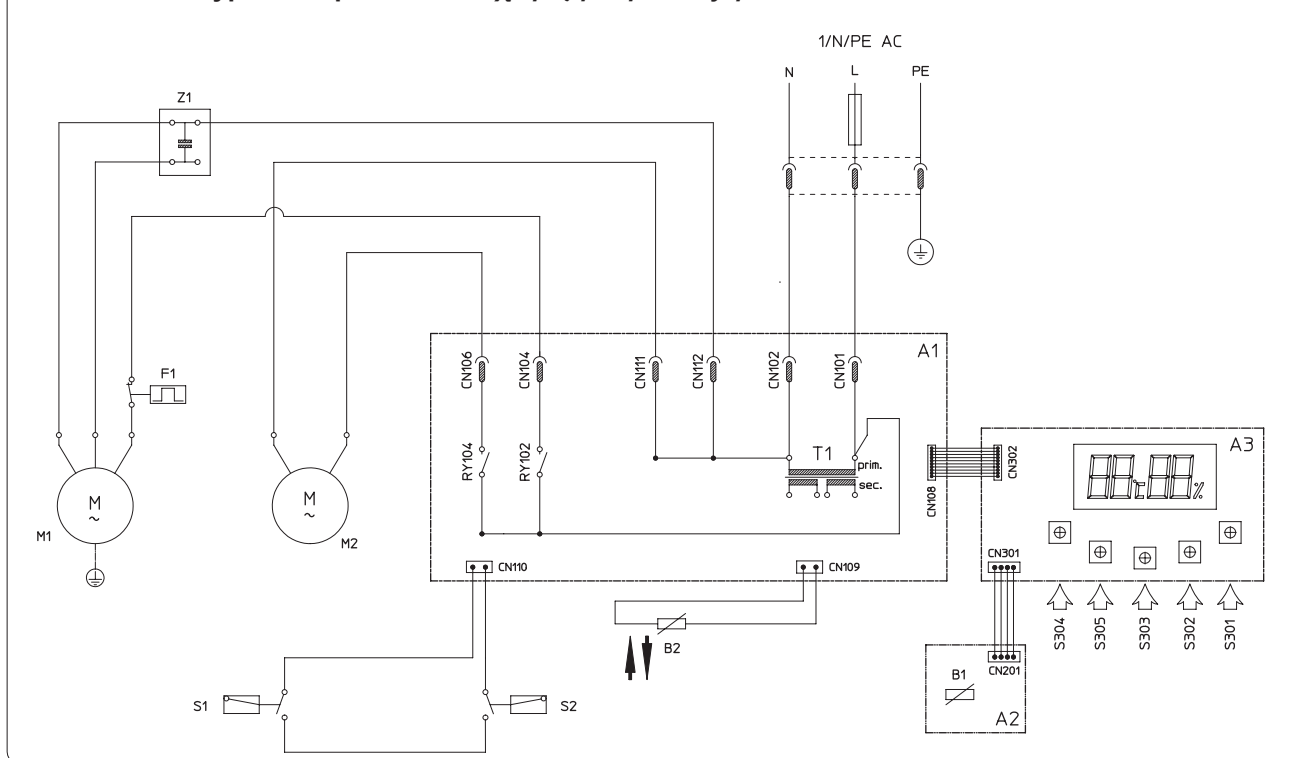 1/N/PE AC
N
L
PE
Z1
CN106
CN104
CN111
CN112
CN102
CN101
A1
F1
RY104
RY102
T1
prim.
sec.
CN108
CN302
A3
88°C88%
M
~
M1
M
~
M2
CN110
CN109
CN301
B2
S304
S305
S303
S302
S301
CN201
B1
A2
S1
S2